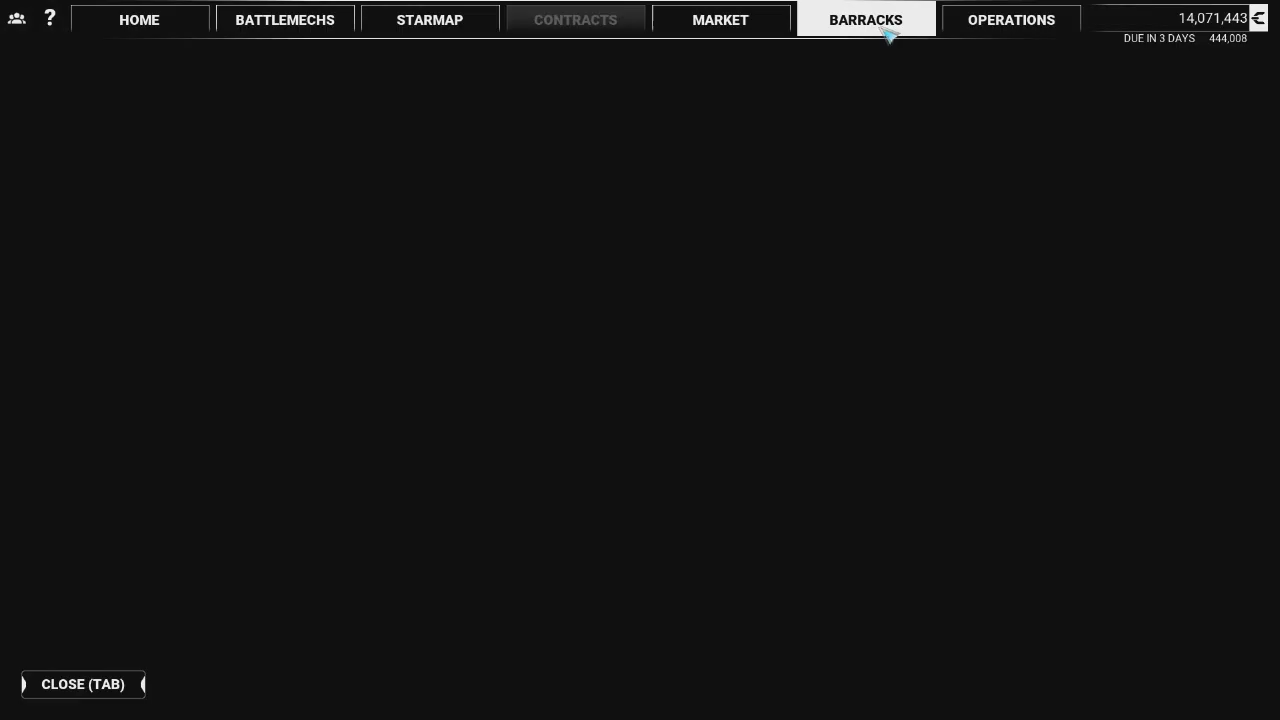 ?
HOME
BATTLEMECHS
STARMAP
CONTRACTS
MARKET
BARRACKS
OPERATIONS
14,071,443
DUE IN 3 DAYS 444,008
CLOSE (TAB)